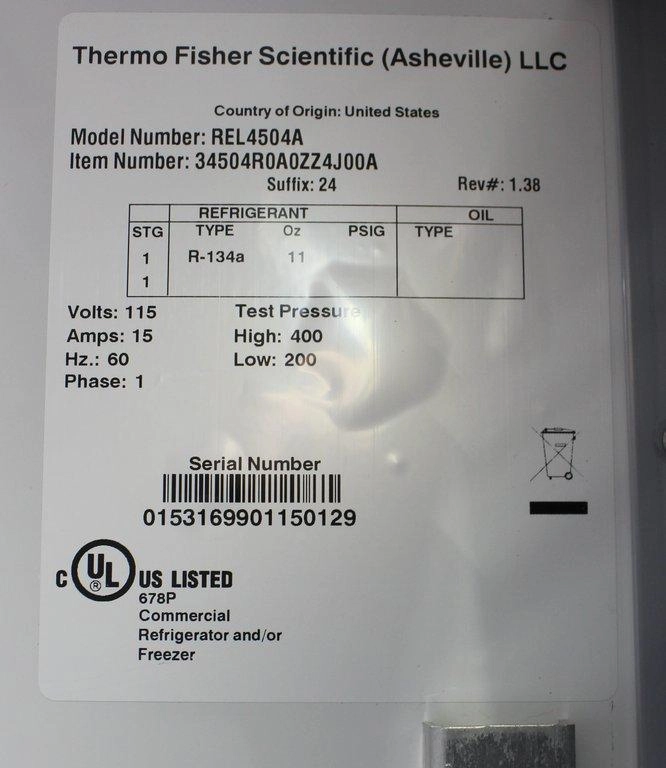 Thermo Fisher Scientific (Asheville) LLC
Country of Origin: United States
Model Number: REL4504A
Item Number: 34504R0A0ZZ4J00A
Suffix: 24 Rev#: 1.38
REFRIGERANT OIL
STG TYPE Oz PSIG TYPE
1 R-134a 11
1
Volts: 115 Test Pressure
Amps: 15 High: 400
Hz.: 60 Low: 200
Phase: 1
Serial Number
0153169901150129
C UL ® US LISTED
678P
Commercial
Refrigerator and/or
Freezer